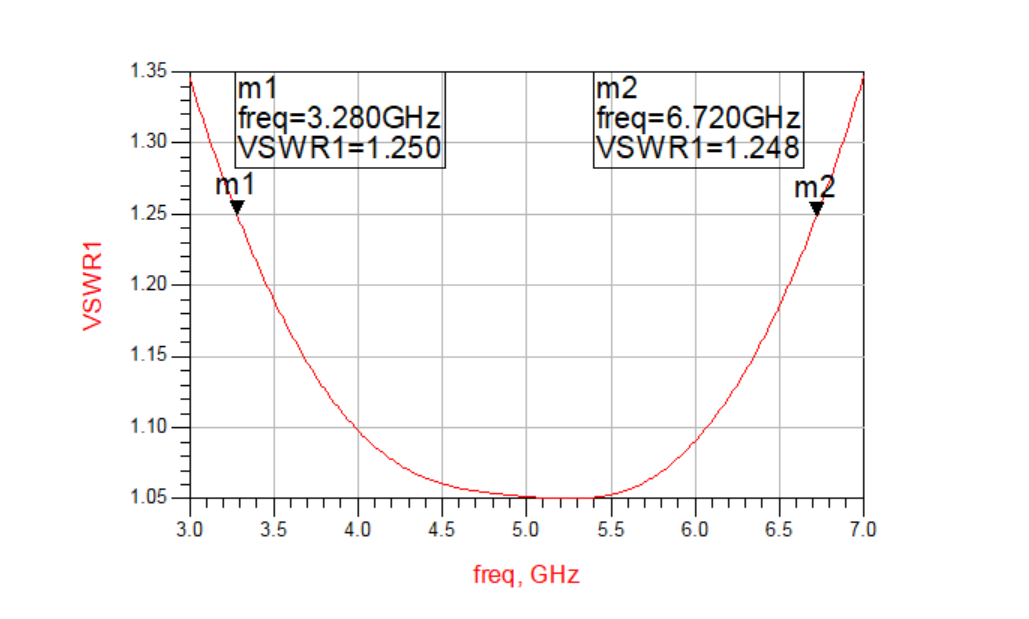 1.35
1.30
1.25
1.20
1.15
1.10
1.05
VSWR1
m1
freq=3.280GHz
VSWR1=1.250
m2
freq=6.720GHz
VSWR1=1.248
m1
m2
3.0 3.5 4.0 4.5 5.0 5.5 6.0 6.5 7.0
freq, GHz